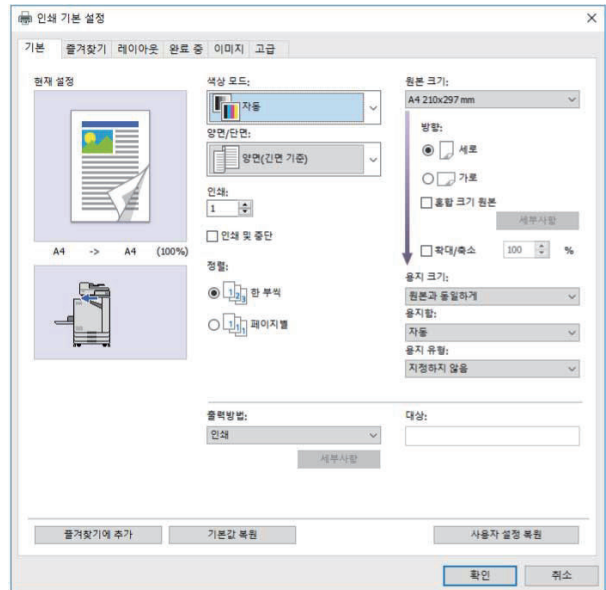 인쇄 기본 설정
기본 즐겨찾기 레이아웃 완료 중 이미지 고급
현재 설정
A4 -> A4 (100%)
색상 모드:
자동
양면/단면:
양면(긴면 기준)
인쇄:
1
인쇄 및 중단
정렬:
한 부씩
페이지별
원본 크기:
A4 210x297 mm
방향:
세로
가로
혼합 크기 원본
세부사항
확대/축소 100 %
용지 크기:
원본과 동일하게
용지함:
자동
용지 유형:
지정하지 않음
출력방법:
인쇄
세부사항
대상:
즐겨찾기에 추가 기본값 복원 사용자 설정 복원
확인 취소